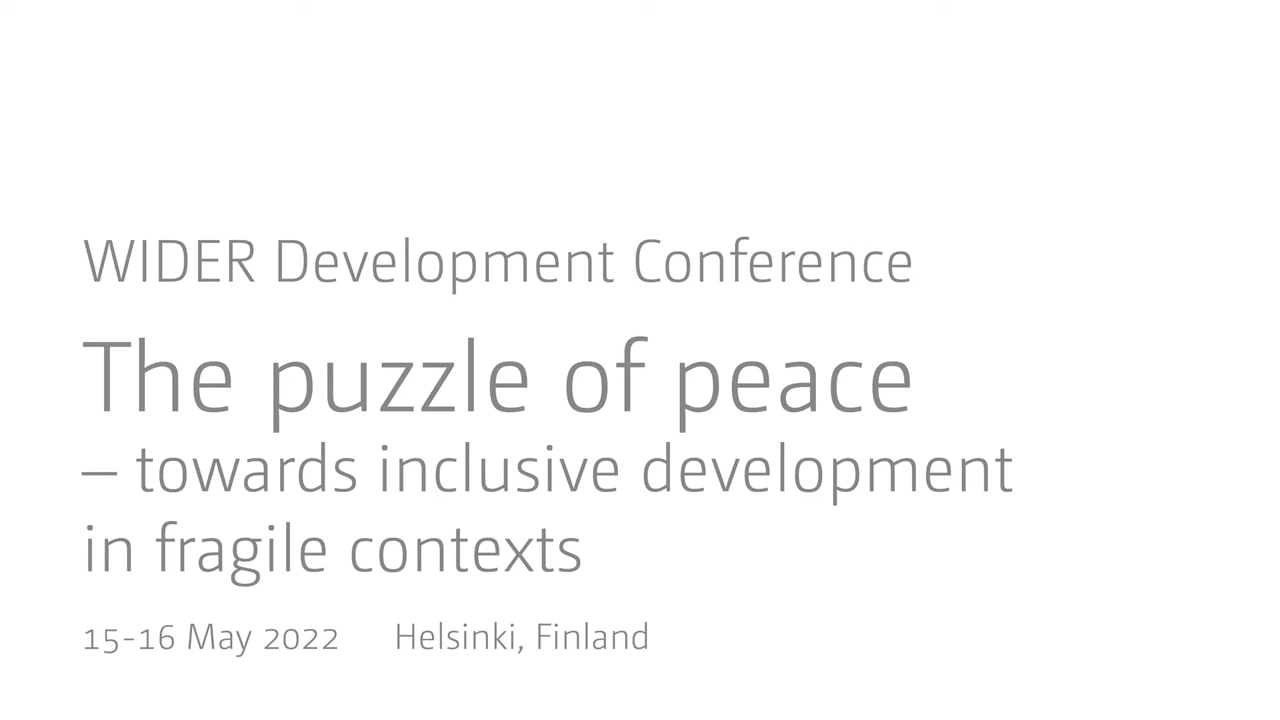 WIDER Development Conference
The puzzle of peace
– towards inclusive development
in fragile contexts
15-16 May 2022 Helsinki, Finland